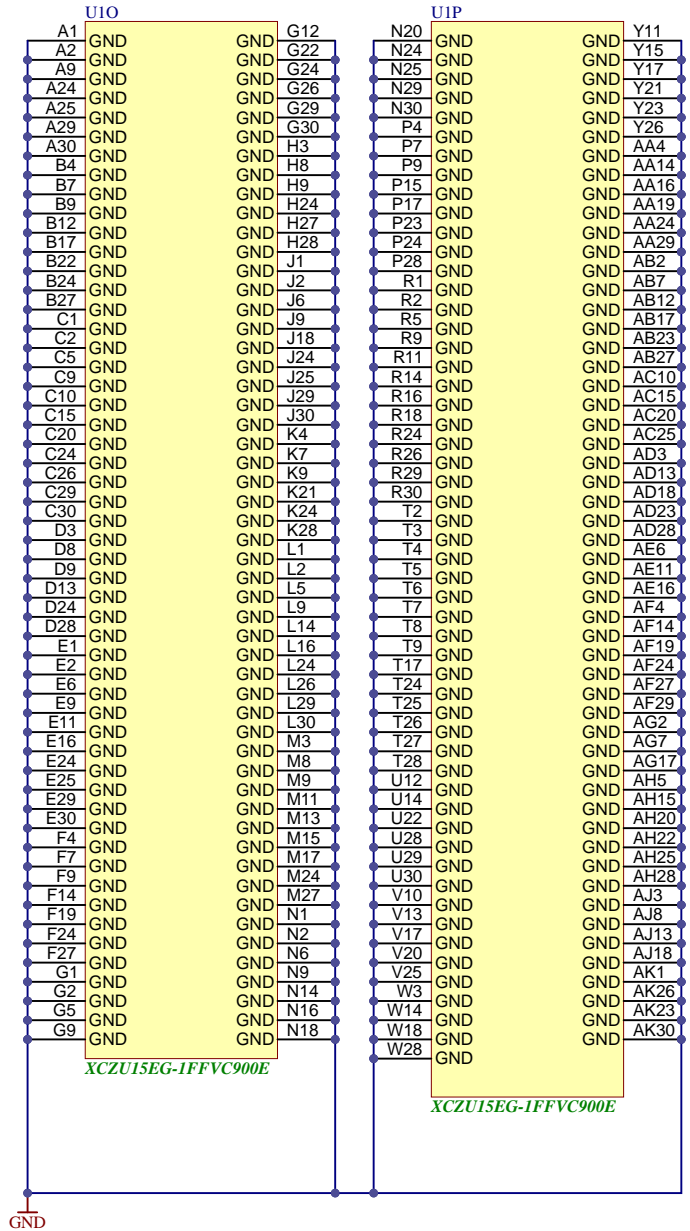 U1O
A1 GND GND G12
A2 GND GND G22
A9 GND GND G24
A24 GND GND G26
A25 GND GND G29
A29 GND GND G30
A30 GND GND H3
B4 GND GND H8
B7 GND GND H9
B9 GND GND H24
B12 GND GND H27
B17 GND GND H28
B22 GND GND J1
B24 GND GND J2
B27 GND GND J6
C1 GND GND J9
C2 GND GND J18
C5 GND GND J24
C9 GND GND J25
C10 GND GND J29
C15 GND GND J30
C20 GND GND K4
C24 GND GND K7
C26 GND GND K9
C29 GND GND K21
C30 GND GND K24
D3 GND GND K28
D8 GND GND L1
D9 GND GND L2
D13 GND GND L5
D24 GND GND L9
D28 GND GND L14
E1 GND GND L16
E2 GND GND L24
E6 GND GND L26
E9 GND GND L29
E11 GND GND L30
E16 GND GND M3
E24 GND GND M8
E25 GND GND M9
E29 GND GND M11
E30 GND GND M13
F4 GND GND M15
F7 GND GND M17
F9 GND GND M24
F14 GND GND M27
F19 GND GND N1
F24 GND GND N2
F27 GND GND N6
G1 GND GND N9
G2 GND GND N14
G5 GND GND N16
G9 GND GND N18
XCZU15EG-1FFVC900E
U1P
N20 GND GND Y11
N24 GND GND Y15
N25 GND GND Y17
N29 GND GND Y21
N30 GND GND Y23
P4 GND GND Y26
P7 GND GND AA4
P9 GND GND AA14
P15 GND GND AA16
P17 GND GND AA19
P23 GND GND AA24
P24 GND GND AA29
P28 GND GND AB2
R1 GND GND AB7
R2 GND GND AB12
R5 GND GND AB17
R9 GND GND AB23
R11 GND GND AB27
R14 GND GND AC10
R16 GND GND AC15
R18 GND GND AC20
R24 GND GND AC25
R26 GND GND AD3
R29 GND GND AD13
R30 GND GND AD18
T2 GND GND AD23
T3 GND GND AD28
T4 GND GND AE6
T5 GND GND AE11
T6 GND GND AE16
T7 GND GND AF4
T8 GND GND AF14
T9 GND GND AF19
T17 GND GND AF24
T24 GND GND AF27
T25 GND GND AF29
T26 GND GND AG2
T27 GND GND AG7
T28 GND GND AG17
U12 GND GND AH5
U14 GND GND AH15
U22 GND GND AH20
U28 GND GND AH22
U29 GND GND AH25
U30 GND GND AH28
V10 GND GND AJ3
V13 GND GND AJ8
V17 GND GND AJ13
V20 GND GND AJ18
V25 GND GND AK1
W3 GND GND AK26
W14 GND GND AK23
W18 GND GND AK30
W28 GND
XCZU15EG-1FFVC900E
GND